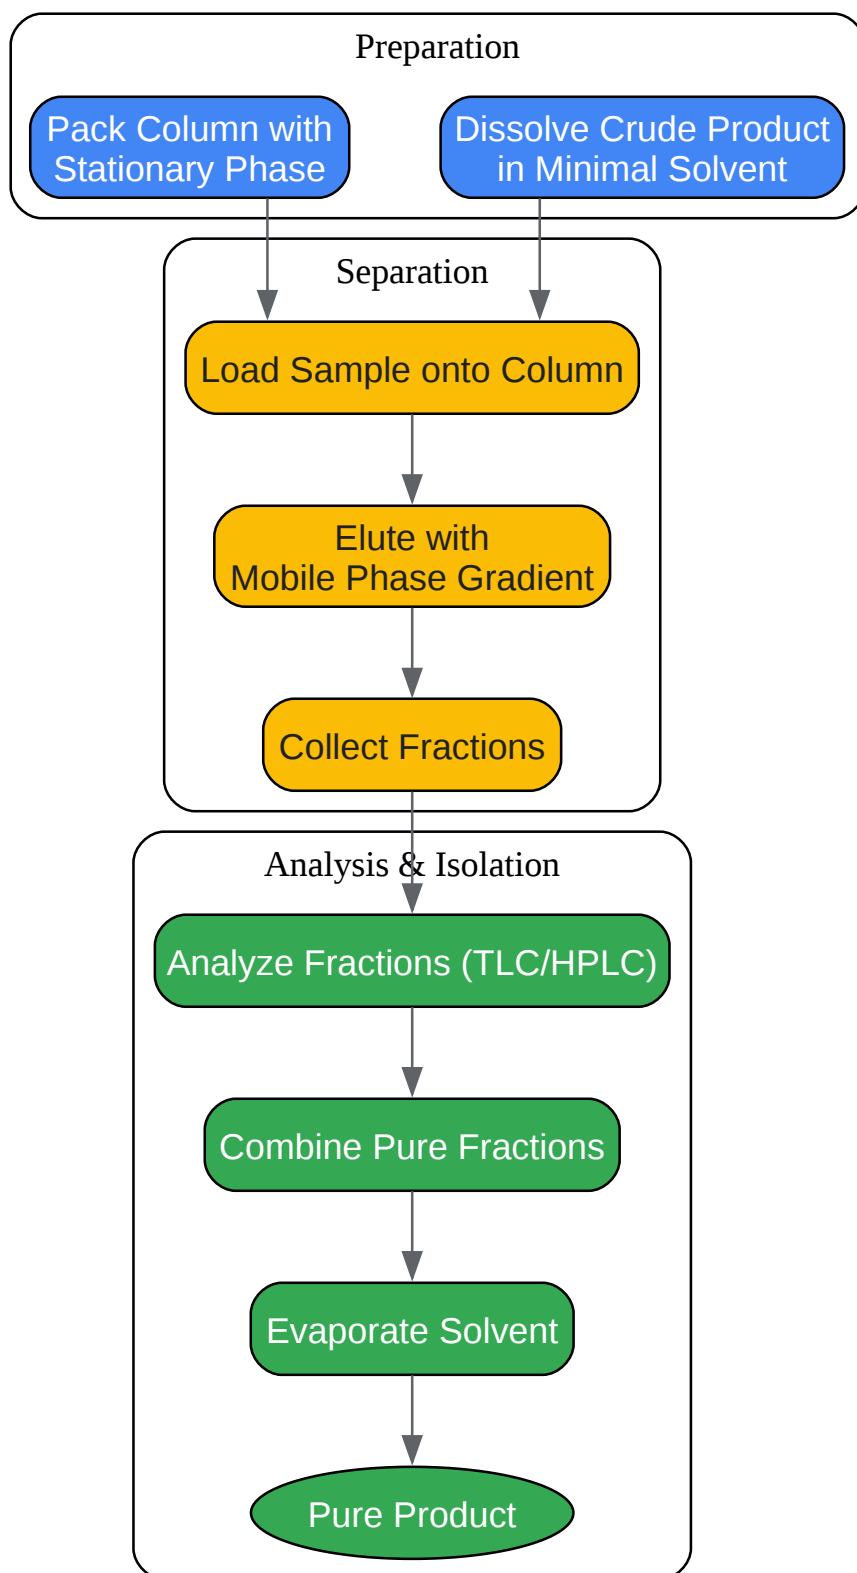 Preparation
Pack Column with
Stationary Phase
Dissolve Crude Product
in Minimal Solvent
Separation
Load Sample onto Column
Elute with
Mobile Phase Gradient
Collect Fractions
Analysis & Isolation
Analyze Fractions (TLC/HPLC)
Combine Pure Fractions
Evaporate Solvent
Pure Product